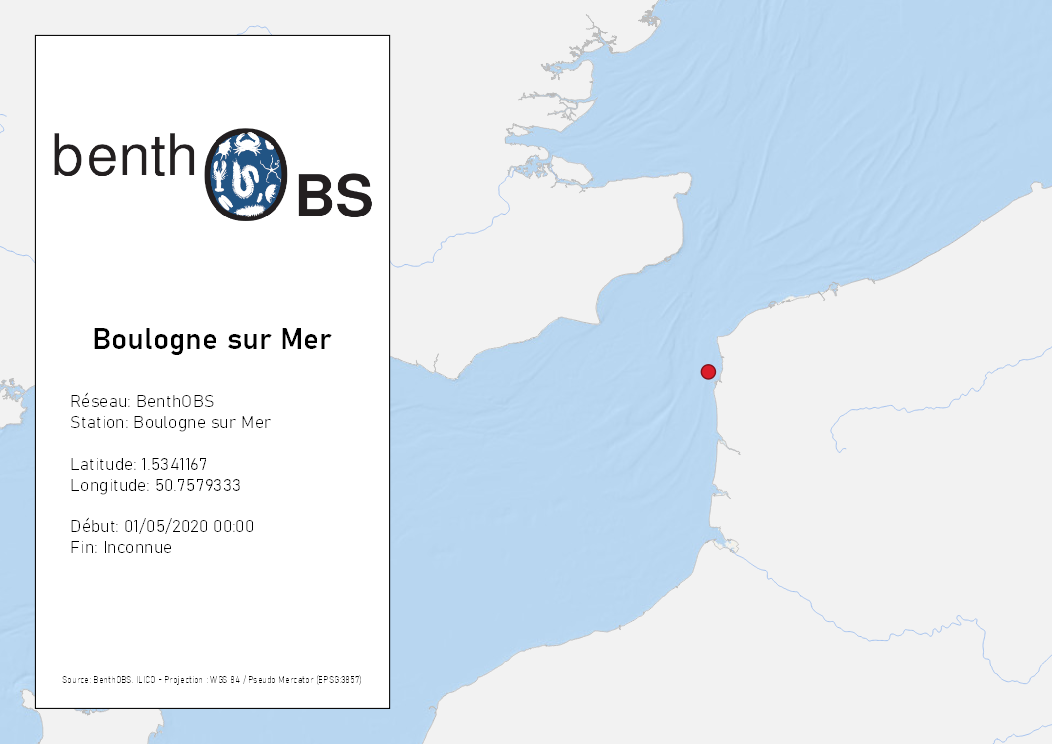 benthOBS
Boulogne sur Mer
Réseau: BenthOBS
Station: Boulogne sur Mer
Latitude: 1.5341167
Longitude: 50.7579333
Début: 01/05/2020 00:00
Fin: Inconnue
Source: BenthOBS, ILICO - Projection : WGS 84 / Pseudo Mercator (EPSG:3857)